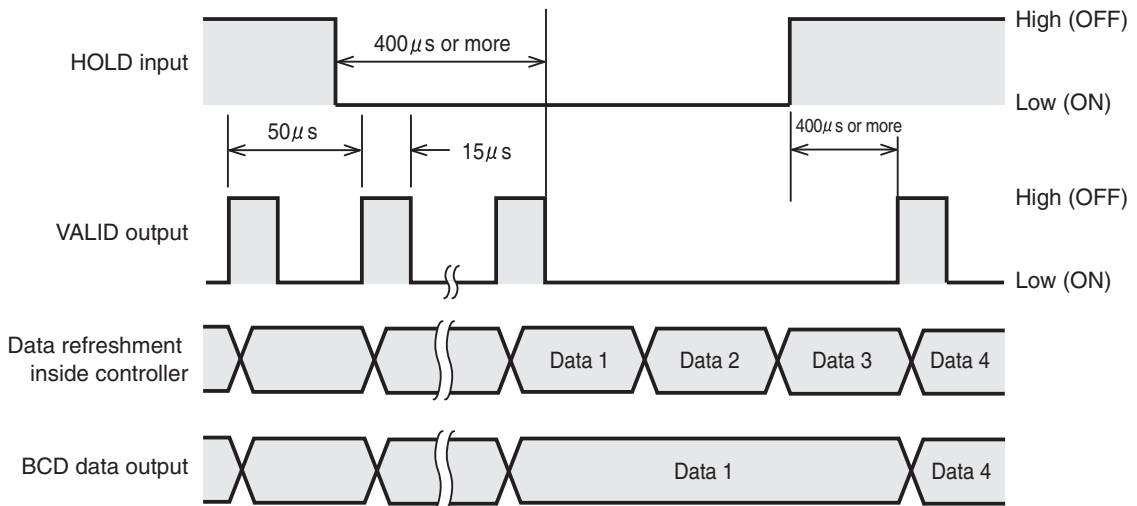 High (OFF)
HOLD input
400μs or more
Low (ON)
50μs
15μs
400μs or more
High (OFF)
VALID output
Low (ON)
Data refreshment
inside controller
Data 1
Data 2
Data 3
Data 4
BCD data output
Data 1
Data 4